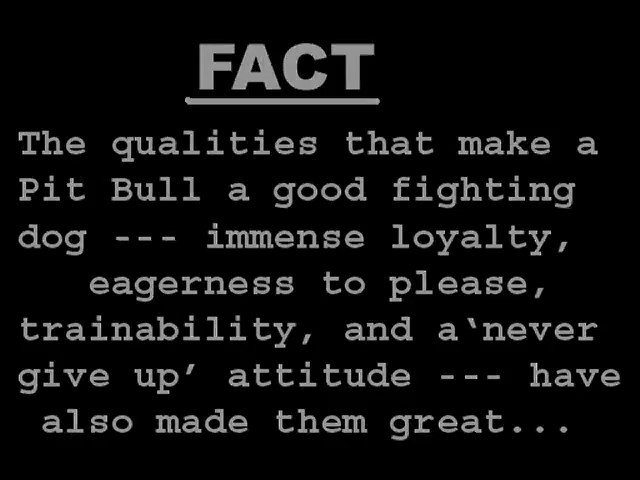 FACT
The qualities that make a
Pit Bull a good fighting
dog --- immense loyalty,
eagerness to please,
trainability, and a‘never
give up’ attitude --- have
also made them great...